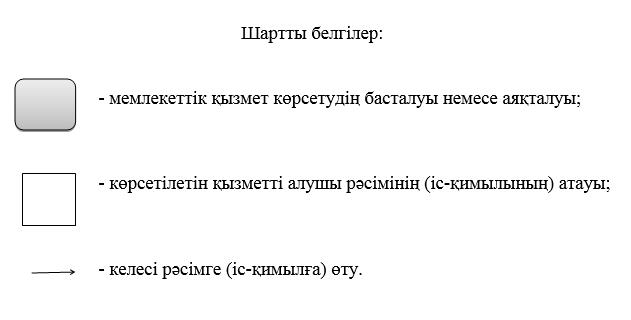 Шартты белгілер:
- мемлекеттік қызмет көрсетудің басталуы немесе аяқталуы;
- көрсетілетін қызметті алушы рәсімінің (іс-қимылының) атауы;
- келесі рәсімге (іс-қимылға) өту.